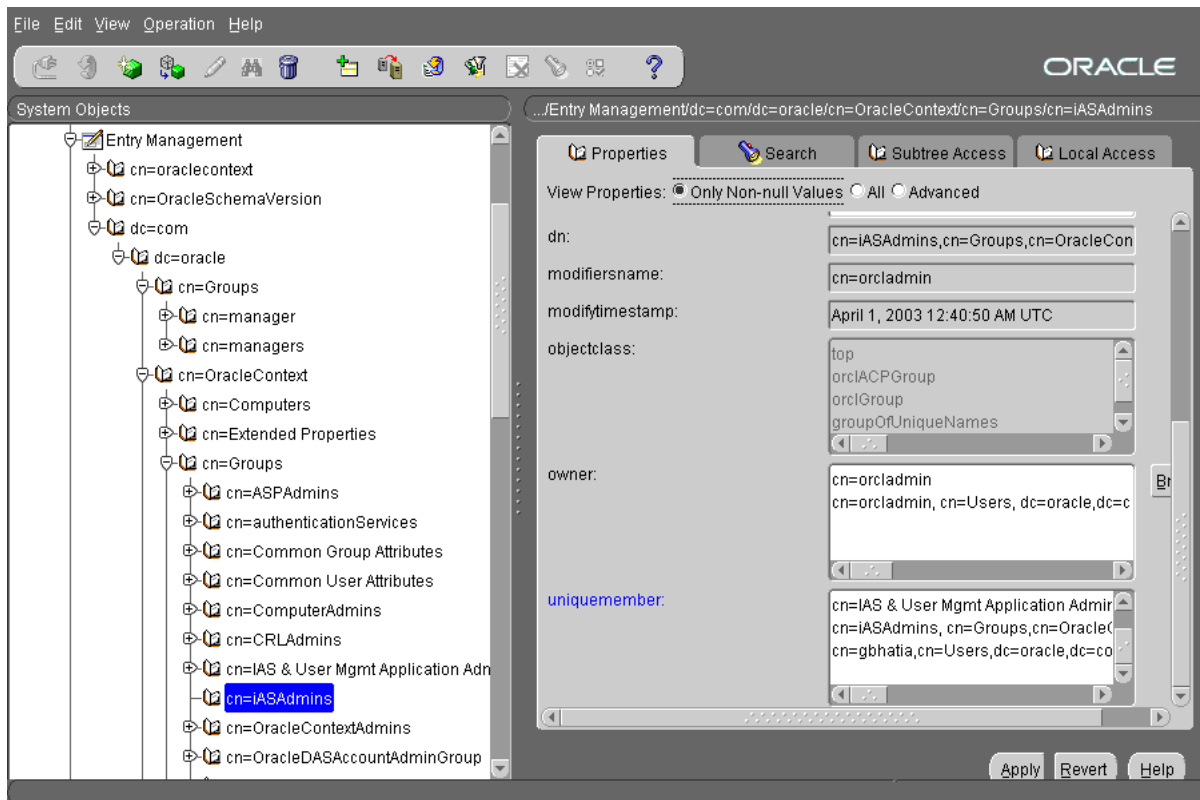 File Edit View Operation Help
ORACLE
System Objects
.../Entry Management/dc=com/dc=oracle/cn=OracleContext/cn=Groups/cn=iASAdmins
Entry Management
cn=oraclecontext
cn=OracleSchemaVersion
dc=com
dc=oracle
cn=Groups
cn=manager
cn=managers
cn=OracleContext
cn=Computers
cn=Extended Properties
cn=Groups
cn=ASPAdmins
cn=authenticationServices
cn=Common Group Attributes
cn=Common User Attributes
cn=ComputerAdmins
cn=CRLAdmins
cn=IAS & User Mgmt Application Adn
cn=iASAdmins
cn=OracleContextAdmins
cn=OracleDASAccountAdminGroup
Properties Search Subtree Access Local Access
View Properties: Only Non-null Values All Advanced
dn: cn=iASAdmins,cn=Groups,cn=OracleCon
modifiersname: cn=orcladmin
modifytimestamp: April 1, 2003 12:40:50 AM UTC
objectclass: top
orclACPGroup
orclGroup
groupOfUniqueNames
owner: cn=orcladmin
cn=orcladmin, cn=Users, dc=oracle,dc=c
Br
uniquemember: cn=IAS & User Mgmt Application Admir
cn=iASAdmins, cn=Groups,cn=Oracle(
cn=gbhatia,cn=Users,dc=oracle,dc=co
Apply Revert Help